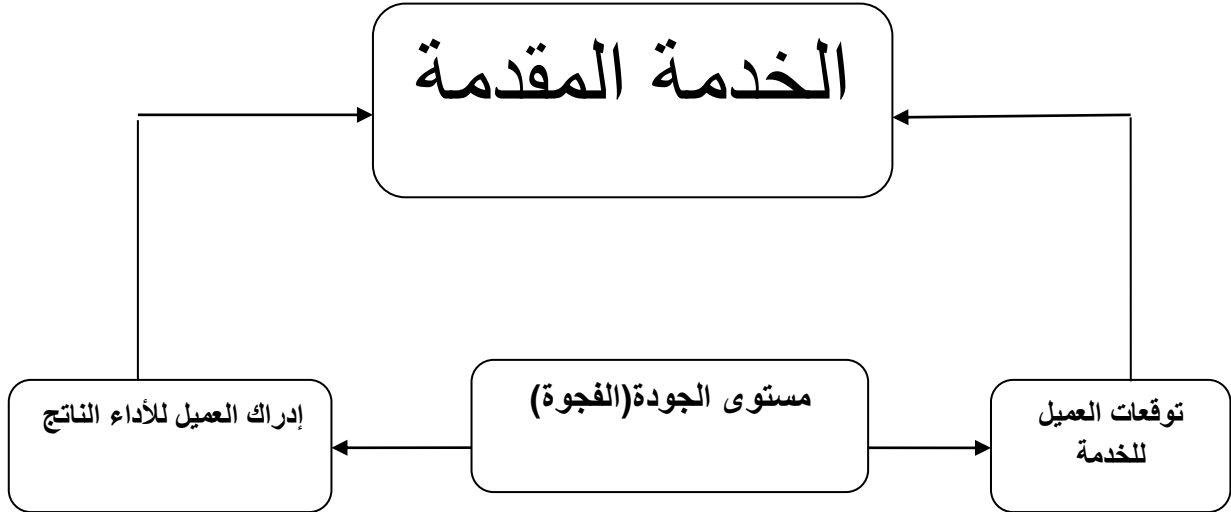 الخدمة المقدمة
توقعات العميل
للخدمة
مستوى الجودة(الفجوة)
إدراك العميل للأداء الناتج